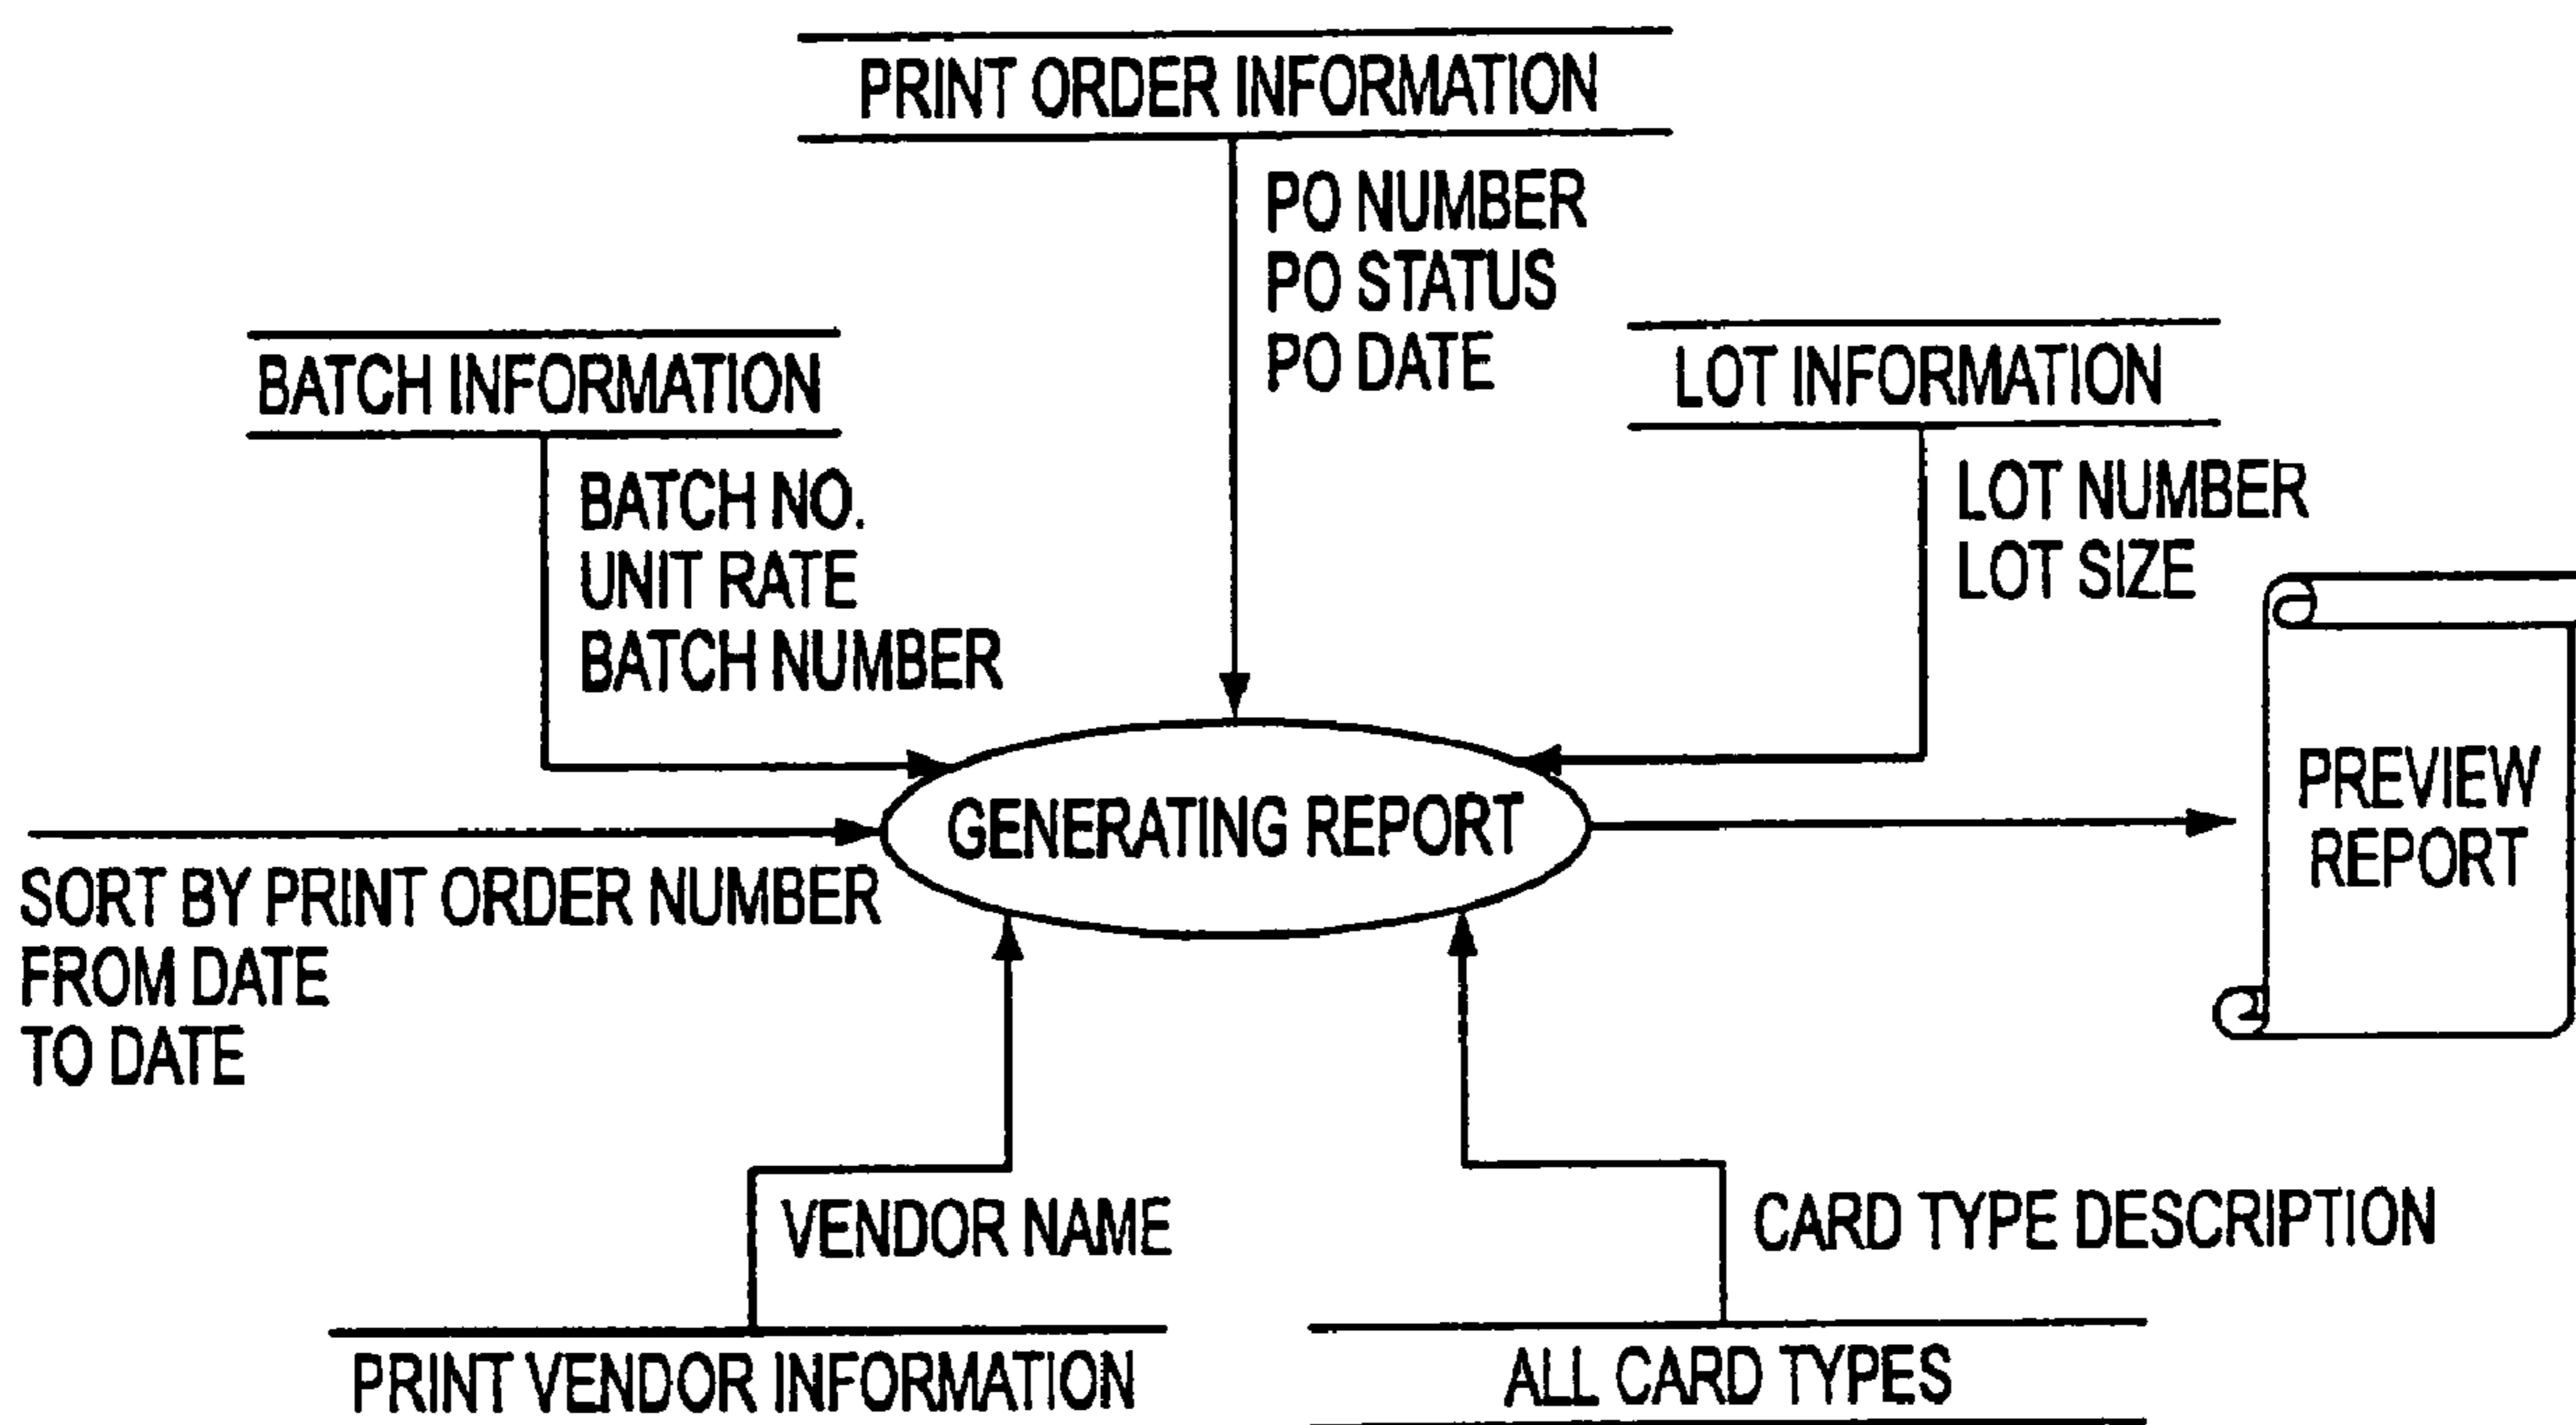 PRINT ORDER INFORMATION
PO NUMBER
PO STATUS
PO DATE
BATCH INFORMATION
BATCH NO.
UNIT RATE
BATCH NUMBER
LOT INFORMATION
LOT NUMBER
LOT SIZE
GENERATING REPORT
PREVIEW
REPORT
SORT BY PRINT ORDER NUMBER
FROM DATE
TO DATE
VENDOR NAME
PRINT VENDOR INFORMATION
CARD TYPE DESCRIPTION
ALL CARD TYPES